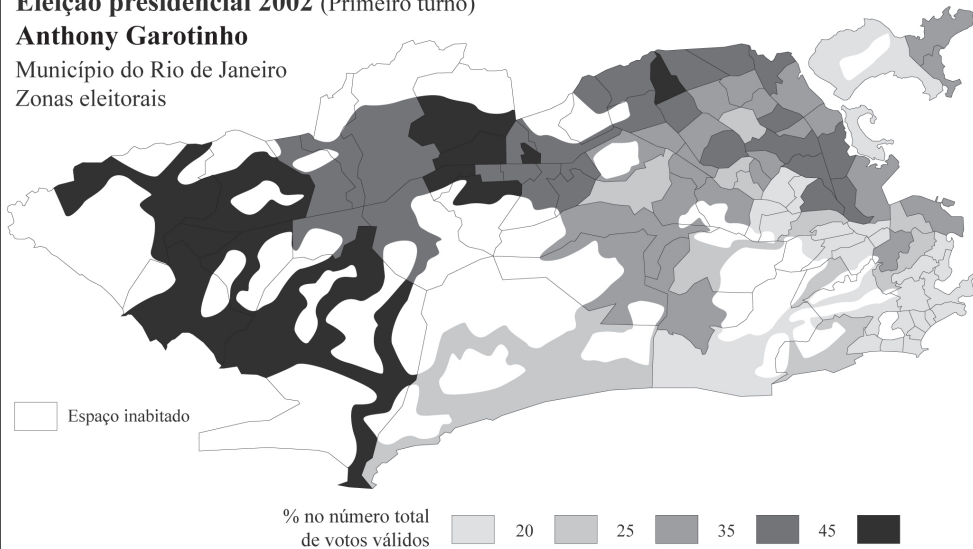 Eleição presidencial 2002 (Primeiro turno)
Anthony Garotinho
Município do Rio de Janeiro
Zonas eleitorais
Espaço inabitado
% no número total
de votos válidos
20 25 35 45